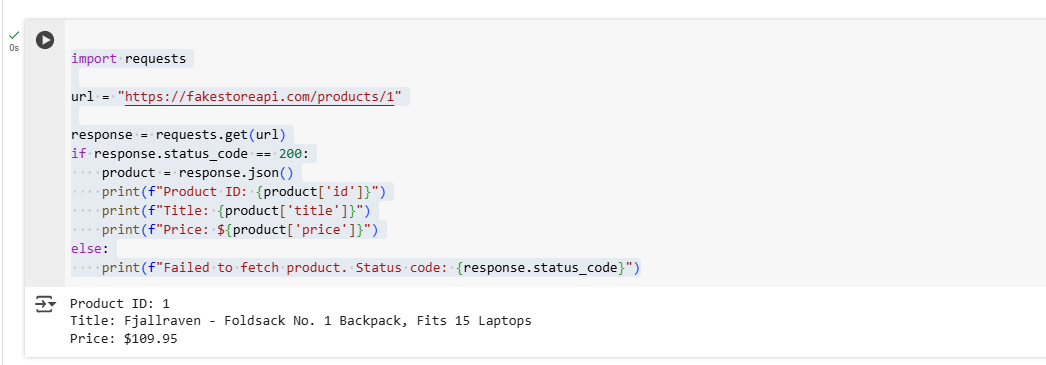 0s
import requests
url = "https://fakestoreapi.com/products/1"
response = requests.get(url)
if response.status_code == 200:
    product = response.json()
    print(f"Product ID: {product['id']}")
    print(f"Title: {product['title']}")
    print(f"Price: ${product['price']}")
else:
    print(f"Failed to fetch product. Status code: {response.status_code}")
Product ID: 1
Title: Fjallraven - Foldsack No. 1 Backpack, Fits 15 Laptops
Price: $109.95